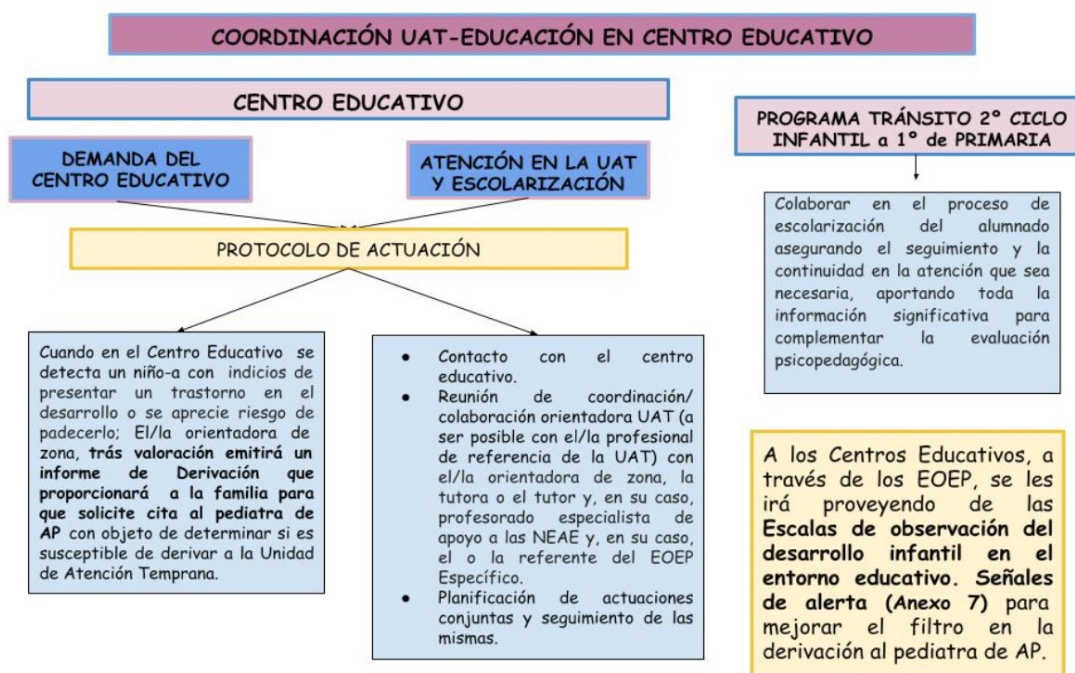 COORDINACIÓN UAT-EDUCACIÓN EN CENTRO EDUCATIVO
CENTRO EDUCATIVO
DEMANDA DEL
CENTRO EDUCATIVO
ATENCIÓN EN LA UAT
Y ESCOLARIZACIÓN
PROTOCOLO DE ACTUACIÓN
Cuando en el Centro Educativo se
detecta un niño-a con indicios de
presentar un trastorno en el
desarrollo o se aprecie riesgo de
padecerlo; El/la orientadora de
zona, trás valoración emitirá un
informe de Derivación que
proporcionará a la familia para
que solicite cita al pediatra de
AP con objeto de determinar si es
susceptible de derivar a la Unidad
de Atención Temprana.
● Contacto con el centro
educativo.
● Reunión de coordinación/
colaboración orientadora UAT (a
ser posible con el/la profesional
de referencia de la UAT) con
el/la orientadora de zona, la
tutora o el tutor y, en su caso,
profesorado especialista de
apoyo a las NEAE y, en su caso,
el o la referente del EOEP
Específico.
● Planificación de actuaciones
conjuntas y seguimiento de las
mismas.
PROGRAMA TRÁNSITO 2º CICLO
INFANTIL a 1º de PRIMARIA
Colaborar en el proceso de
escolarización del alumnado
asegurando el seguimiento y la
continuidad en la atención que sea
necesaria, aportando toda la
información significativa para
complementar la evaluación
psicopedagógica.
A los Centros Educativos, a
través de los EOEP, se les
irá proveyendo de las
Escalas de observación del
desarrollo infantil en el
entorno educativo. Señales
de alerta (Anexo 7) para
mejorar el filtro en la
derivación al pediatra de AP.